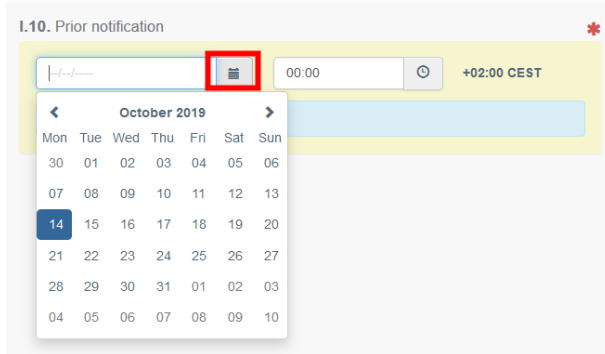 I.10. Prior notification *
--/--/---- 00:00 +02:00 CEST
October 2019
Mon Tue Wed Thu Fri Sat Sun
30 01 02 03 04 05 06
07 08 09 10 11 12 13
14 15 16 17 18 19 20
21 22 23 24 25 26 27
28 29 30 31 01 02 03
04 05 06 07 08 09 10